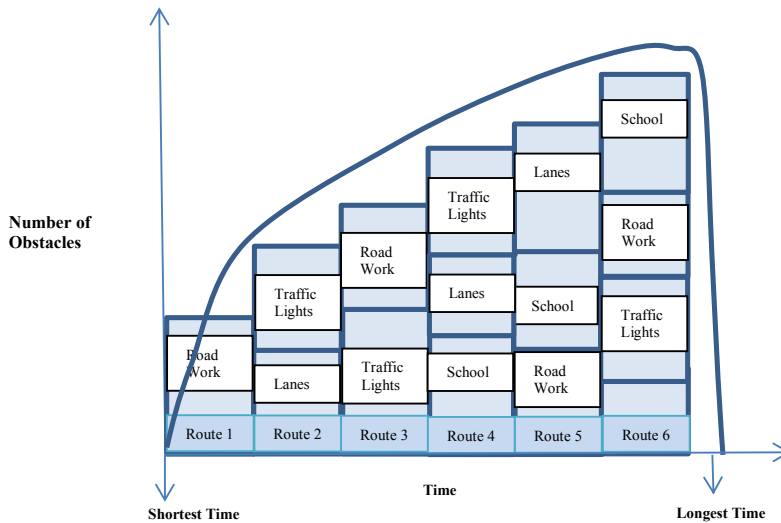 School
Traffic
Lights
Lanes
Road
Work
Number of
Obstacles
Road
Work
Traffic
Lights
Lanes
School
Traffic
Lights
Road
Work
Lanes
Traffic
Lights
School
Road
Work
Route 1
Route 2
Route 3
Route 4
Route 5
Route 6
Time
Shortest Time
Longest Time